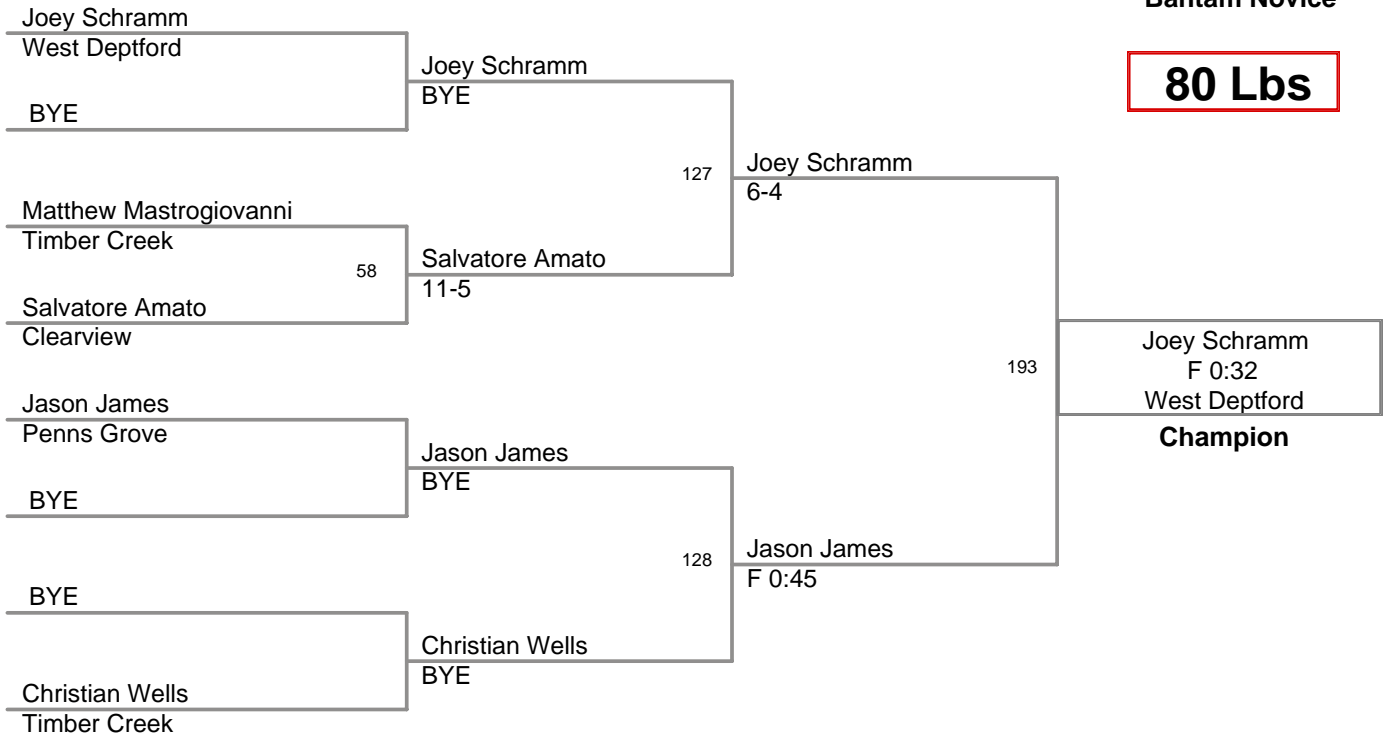 Bantam Novice
80 Lbs
Joey Schramm
West Deptford
BYE
Matthew Mastrogiovanni
Timber Creek
58
Salvatore Amato
Clearview
Jason James
Penns Grove
BYE
BYE
Christian Wells
Timber Creek
Joey Schramm
BYE
127
Salvatore Amato
11-5
Jason James
BYE
128
Christian Wells
BYE
Joey Schramm
6-4
193
Jason James
F 0:45
Joey Schramm
F 0:32
West Deptford
Champion